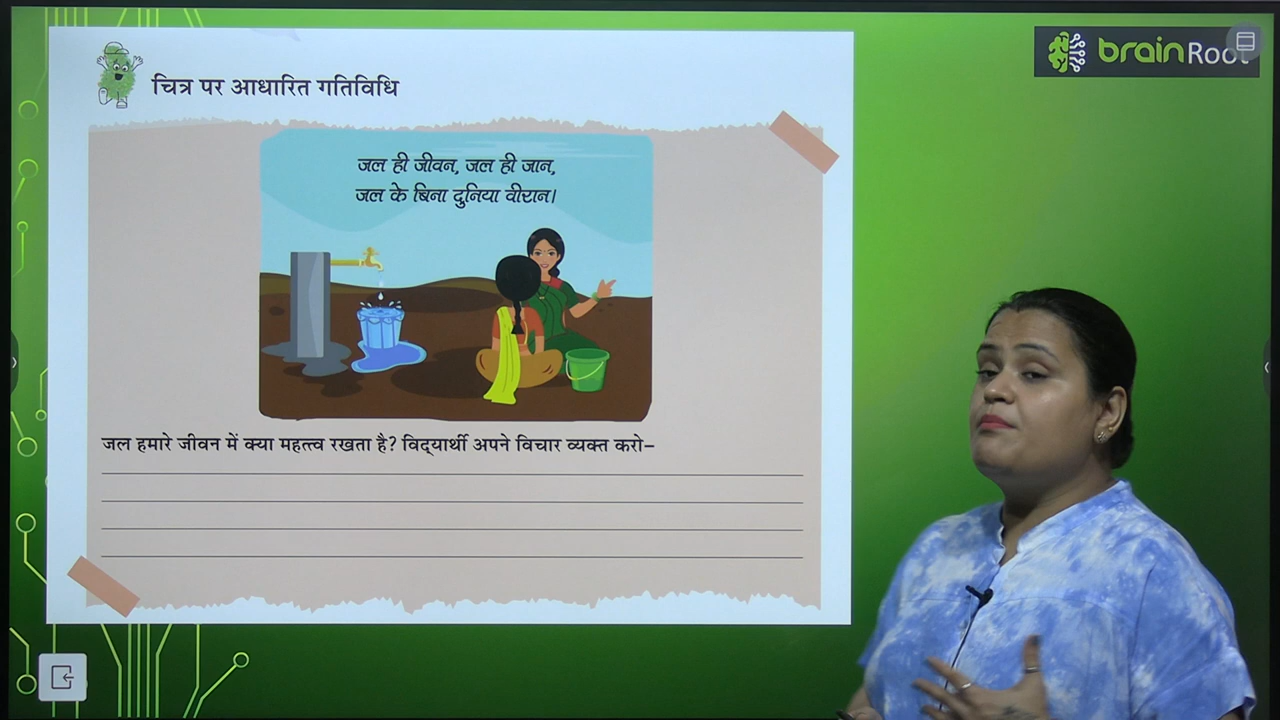 चित्र पर आधारित गतिविधि
brainRoot
जल ही जीवन, जल ही जान,
जल के बिना दुनिया वीरान।
जल हमारे जीवन में क्या महत्त्व रखता है? विद्यार्थी अपने विचार व्यक्त करो–